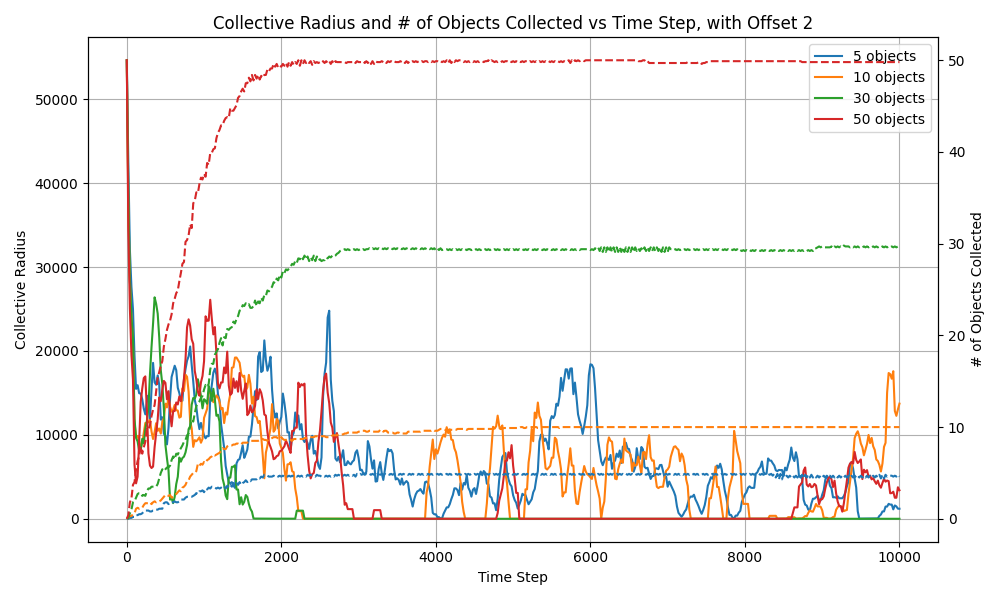 Collective Radius and # of Objects Collected vs Time Step, with Offset 2
5 objects
10 objects
30 objects
50 objects
Collective Radius
50000
40000
30000
20000
10000
0
# of Objects Collected
50
40
30
20
10
0
0 2000 4000 6000 8000 10000
Time Step